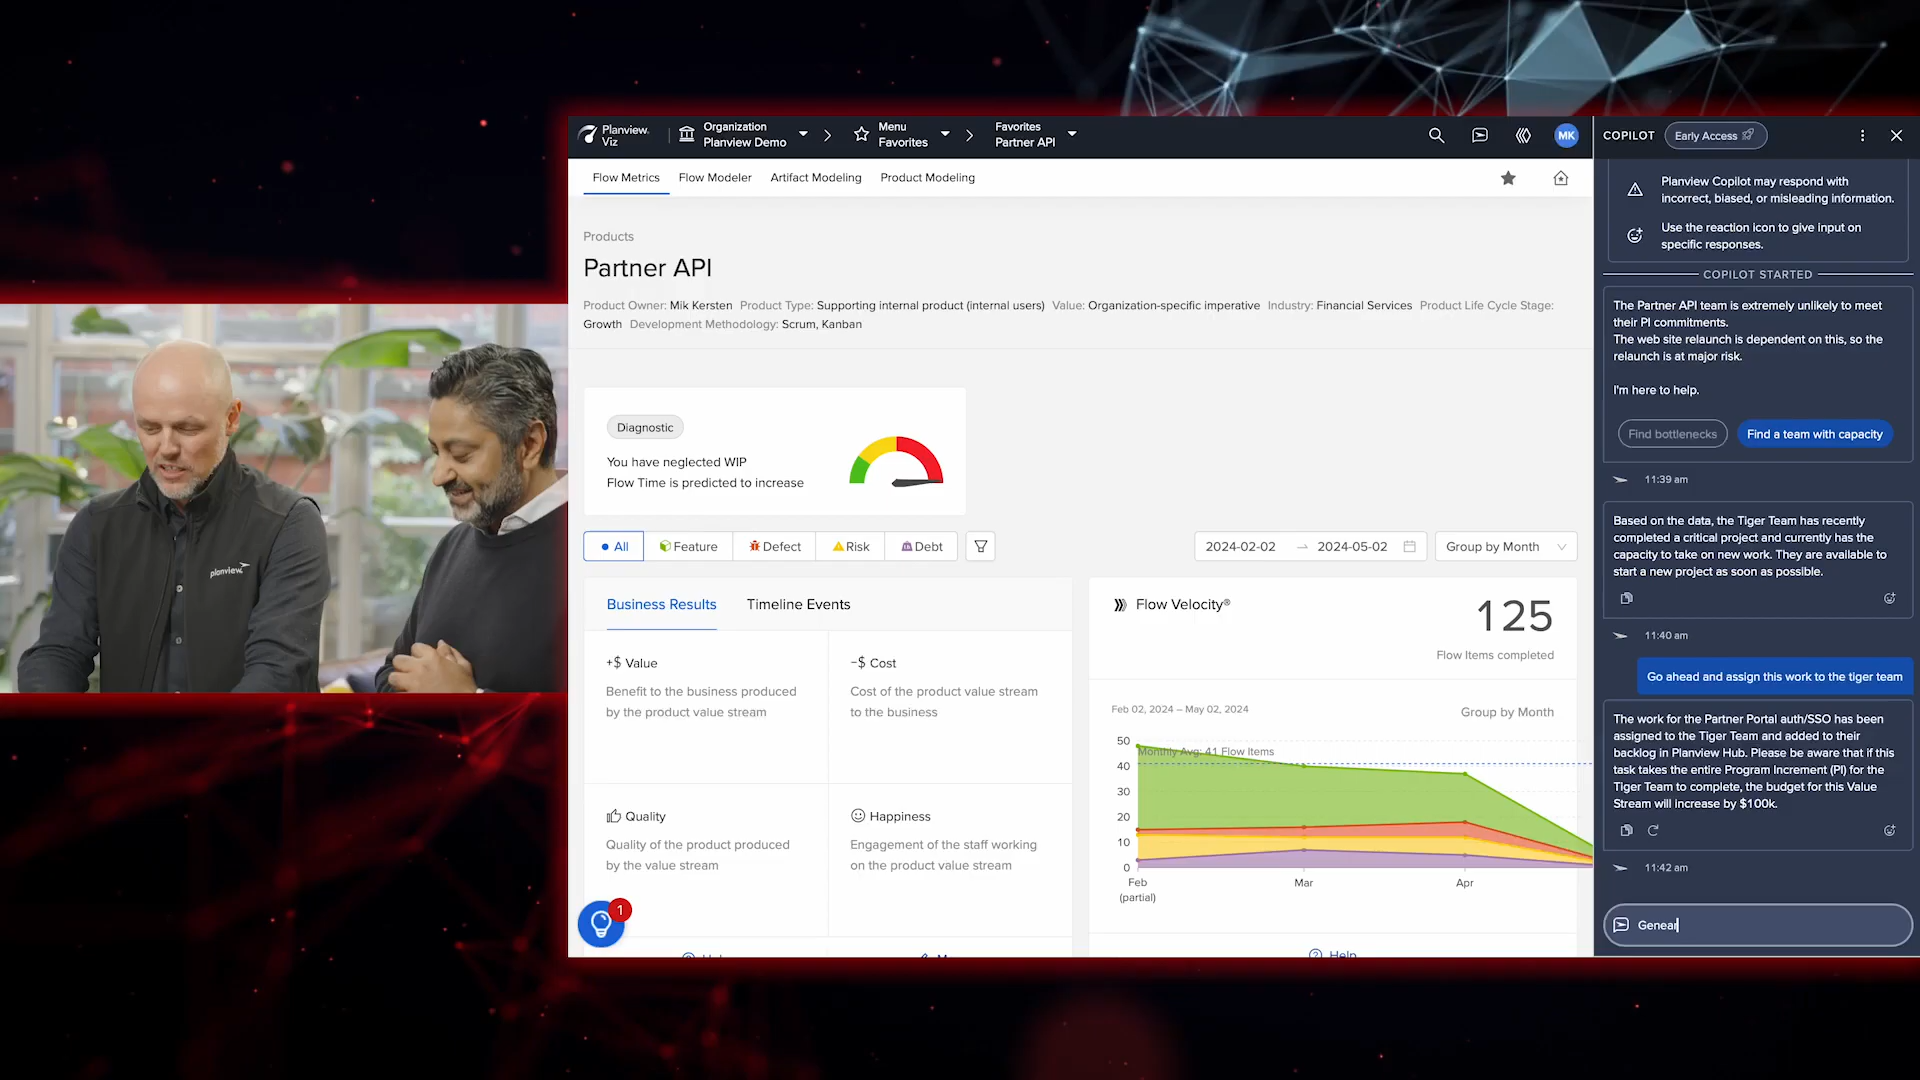 Planview
Viz
Organization
Planview Demo
Menu
Favorites
Favorites
Partner API
MK
COPILOT
Early Access
Flow Metrics
Flow Modeler
Artifact Modeling
Product Modeling
Products
Partner API
Product Owner: Mik Kersten Product Type: Supporting internal product (internal users) Value: Organization-specific imperative Industry: Financial Services Product Life Cycle Stage:
Growth Development Methodology: Scrum, Kanban
Diagnostic
You have neglected WIP
Flow Time is predicted to increase
All
Feature
Defect
Risk
Debt
2024-02-02 → 2024-05-02
Group by Month
Business Results
Timeline Events
+$ Value
Benefit to the business produced
by the product value stream
-$ Cost
Cost of the product value stream
to the business
Quality
Quality of the product produced
by the value stream
Happiness
Engagement of the staff working
on the product value stream
1
Flow Velocity®
125
Flow Items completed
Feb 02, 2024 – May 02, 2024
Group by Month
Monthly Avg: 41 Flow Items
50
40
30
20
10
0
Feb
(partial)
Mar
Apr
Help
Planview Copilot may respond with
incorrect, biased, or misleading information.
Use the reaction icon to give input on
specific responses.
COPILOT STARTED
The Partner API team is extremely unlikely to meet
their PI commitments.
The web site relaunch is dependent on this, so the
relaunch is at major risk.
I'm here to help.
Find bottlenecks
Find a team with capacity
11:39 am
Based on the data, the Tiger Team has recently
completed a critical project and currently has the
capacity to take on new work. They are available to
start a new project as soon as possible.
11:40 am
Go ahead and assign this work to the tiger team
The work for the Partner Portal auth/SSO has been
assigned to the Tiger Team and added to their
backlog in Planview Hub. Please be aware that if this
task takes the entire Program Increment (PI) for the
Tiger Team to complete, the budget for this Value
Stream will increase by $100k.
11:42 am
Genear
planview